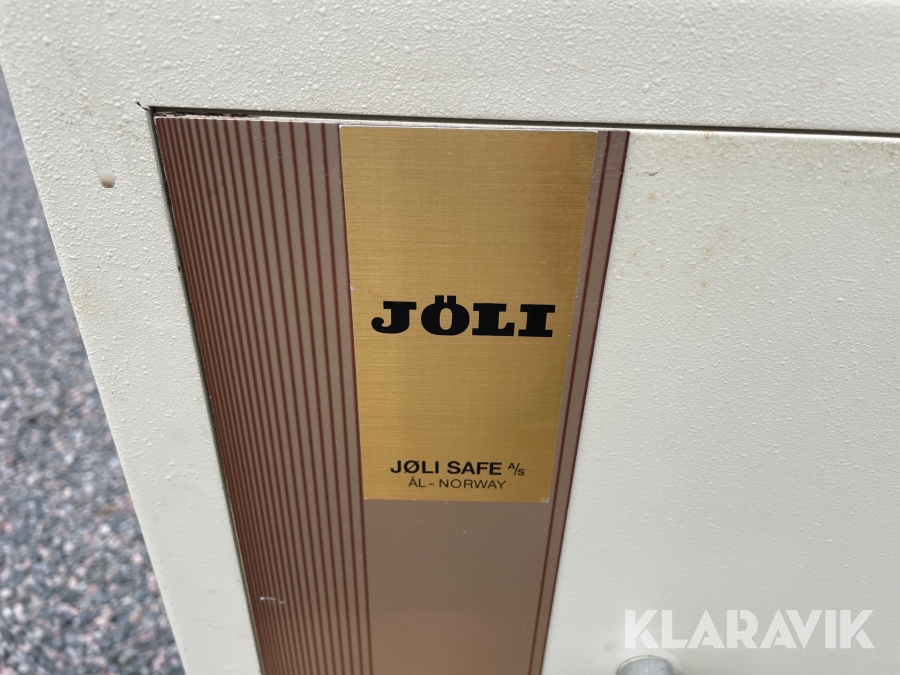 JÖLI
JØLI SAFE A/S
ÅL - NORWAY
KLARAVIK